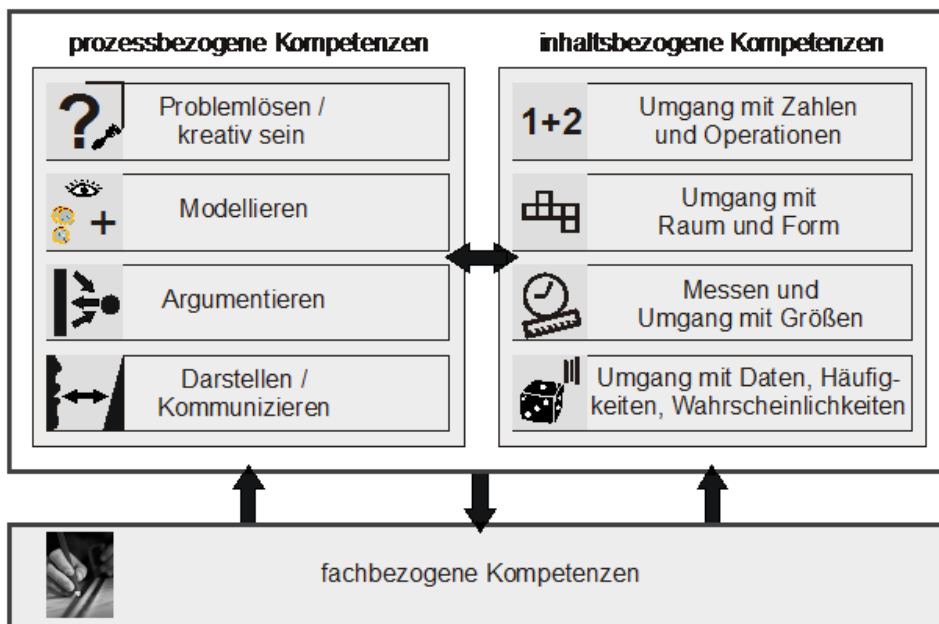 prozessbezogene Kompetenzen
Problemlösen /
kreativ sein
Modellieren
Argumentieren
Darstellen /
Kommunizieren
inhaltsbezogene Kompetenzen
1+2
Umgang mit Zahlen
und Operationen
Umgang mit
Raum und Form
Messen und
Umgang mit Größen
Umgang mit Daten, Häufig-
keiten, Wahrscheinlichkeiten
fachbezogene Kompetenzen